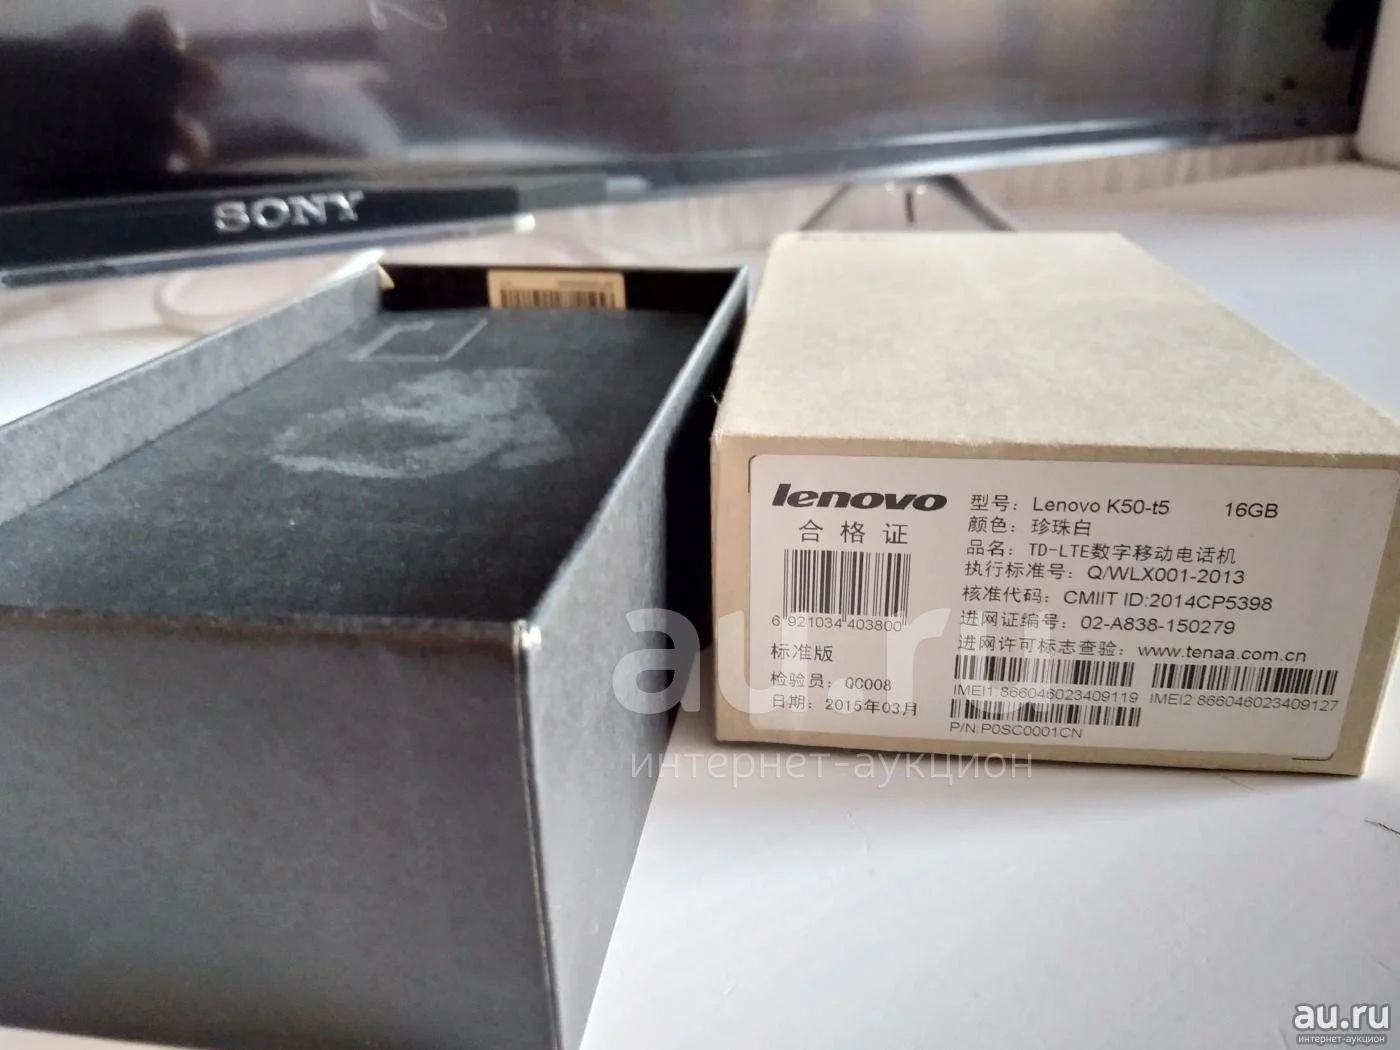 SONY
lenovo
合格证
6 921034 403800
标准版
检验员：QC008
日期：2015年03月
型号：Lenovo K50-t5 16GB
颜色：珍珠白
品名：TD-LTE数字移动电话机
执行标准号：Q/WLX001-2013
核准代码：CMIIT ID:2014CP5398
进网证编号：02-A838-150279
进网许可标志查验：www.tenaa.com.cn
IMEI1 866046023409119 IMEI2 866046023409127
P/N P0SC0001CN
au.ru
интернет-аукцион
au.ru
интернет-аукцион